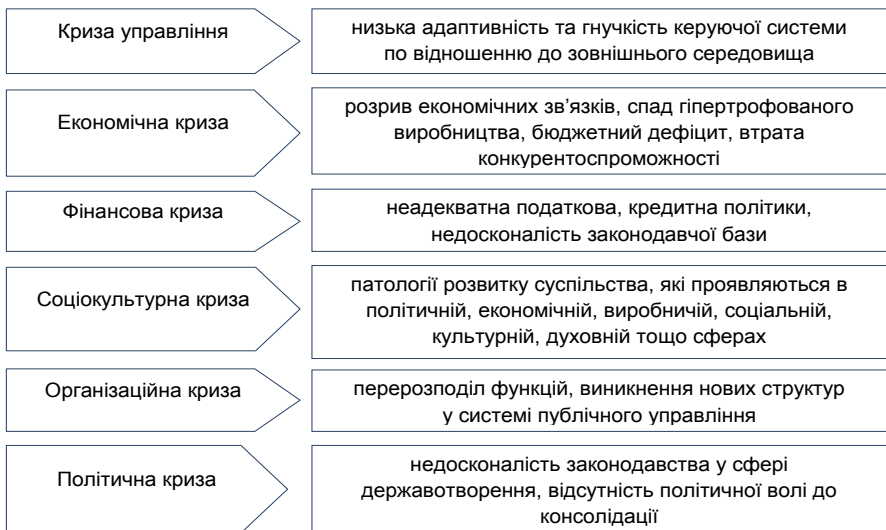 Криза управління
низька адаптивність та гнучкість керуючої системи
по відношенню до зовнішнього середовища
Економічна криза
розрив економічних зв’язків, спад гіпертрофованого
виробництва, бюджетний дефіцит, втрата
конкурентоспроможності
Фінансова криза
неадекватна податкова, кредитна політики,
недосконалість законодавчої бази
Соціокультурна криза
патології розвитку суспільства, які проявляються в
політичній, економічній, виробничій, соціальній,
культурній, духовній тощо сферах
Організаційна криза
перерозподіл функцій, виникнення нових структур
у системі публічного управління
Політична криза
недосконалість законодавства у сфері
державотворення, відсутність політичної волі до
консолідації